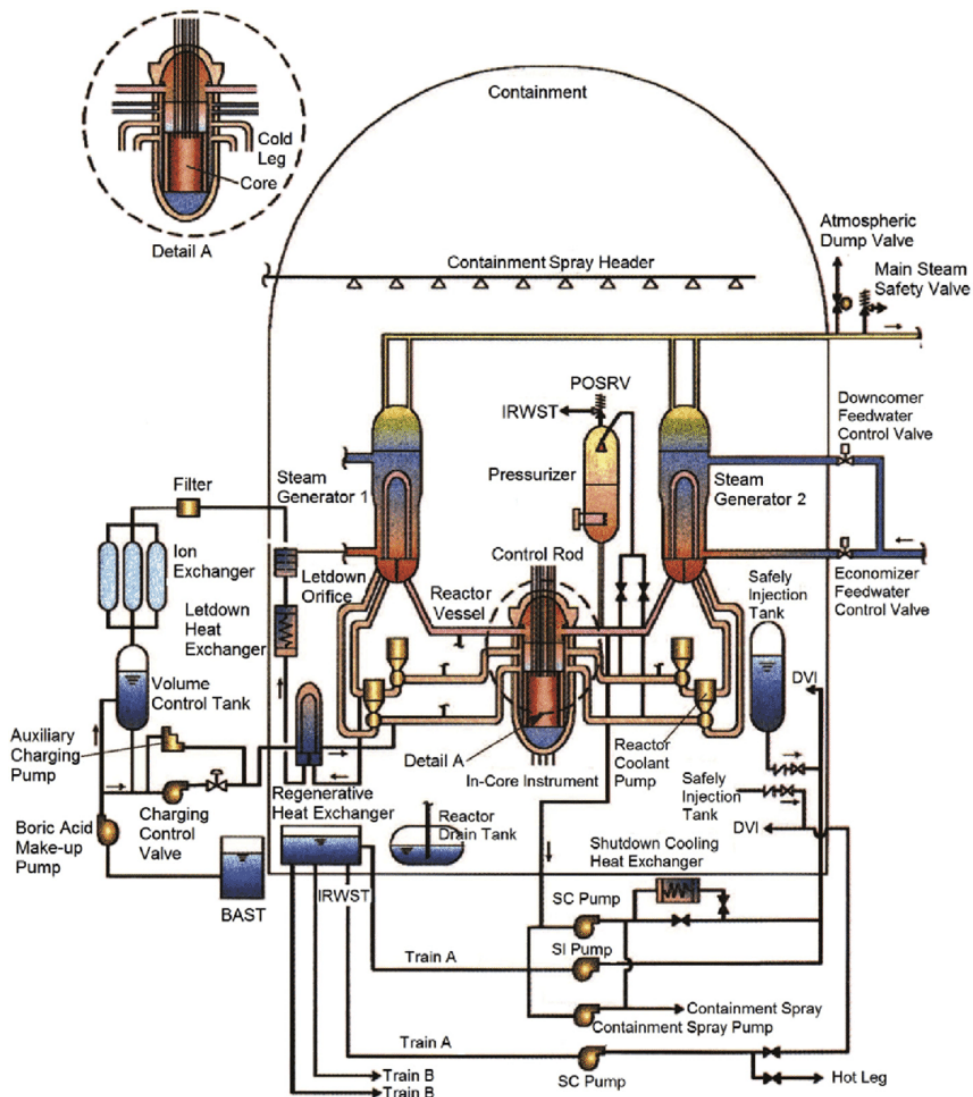 Containment
Cold
Leg
Core
Detail A
Containment Spray Header
Atmospheric
Dump Valve
Main Steam
Safety Valve
POSRV
IRWST
Downcomer
Feedwater
Control Valve
Pressurizer
Steam
Generator 1
Steam
Generator 2
Filter
Ion
Exchanger
Letdown
Orifice
Control Rod
Reactor
Vessel
Economizer
Feedwater
Control Valve
Safely
Injection
Tank
Letdown
Heat
Exchanger
Volume
Control Tank
DVI
Auxiliary
Charging
Pump
Detail A
Reactor
Coolant
Pump
In-Core Instrument
Regenerative
Heat Exchanger
Safely
Injection
Tank
Charging
Control
Valve
Reactor
Drain Tank
Boric Acid
Make-up
Pump
DVI
Shutdown Cooling
Heat Exchanger
BAST
IRWST
SC Pump
SI Pump
Train A
Containment Spray
Containment Spray Pump
Train A
SC Pump
Train B
Train B
Hot Leg